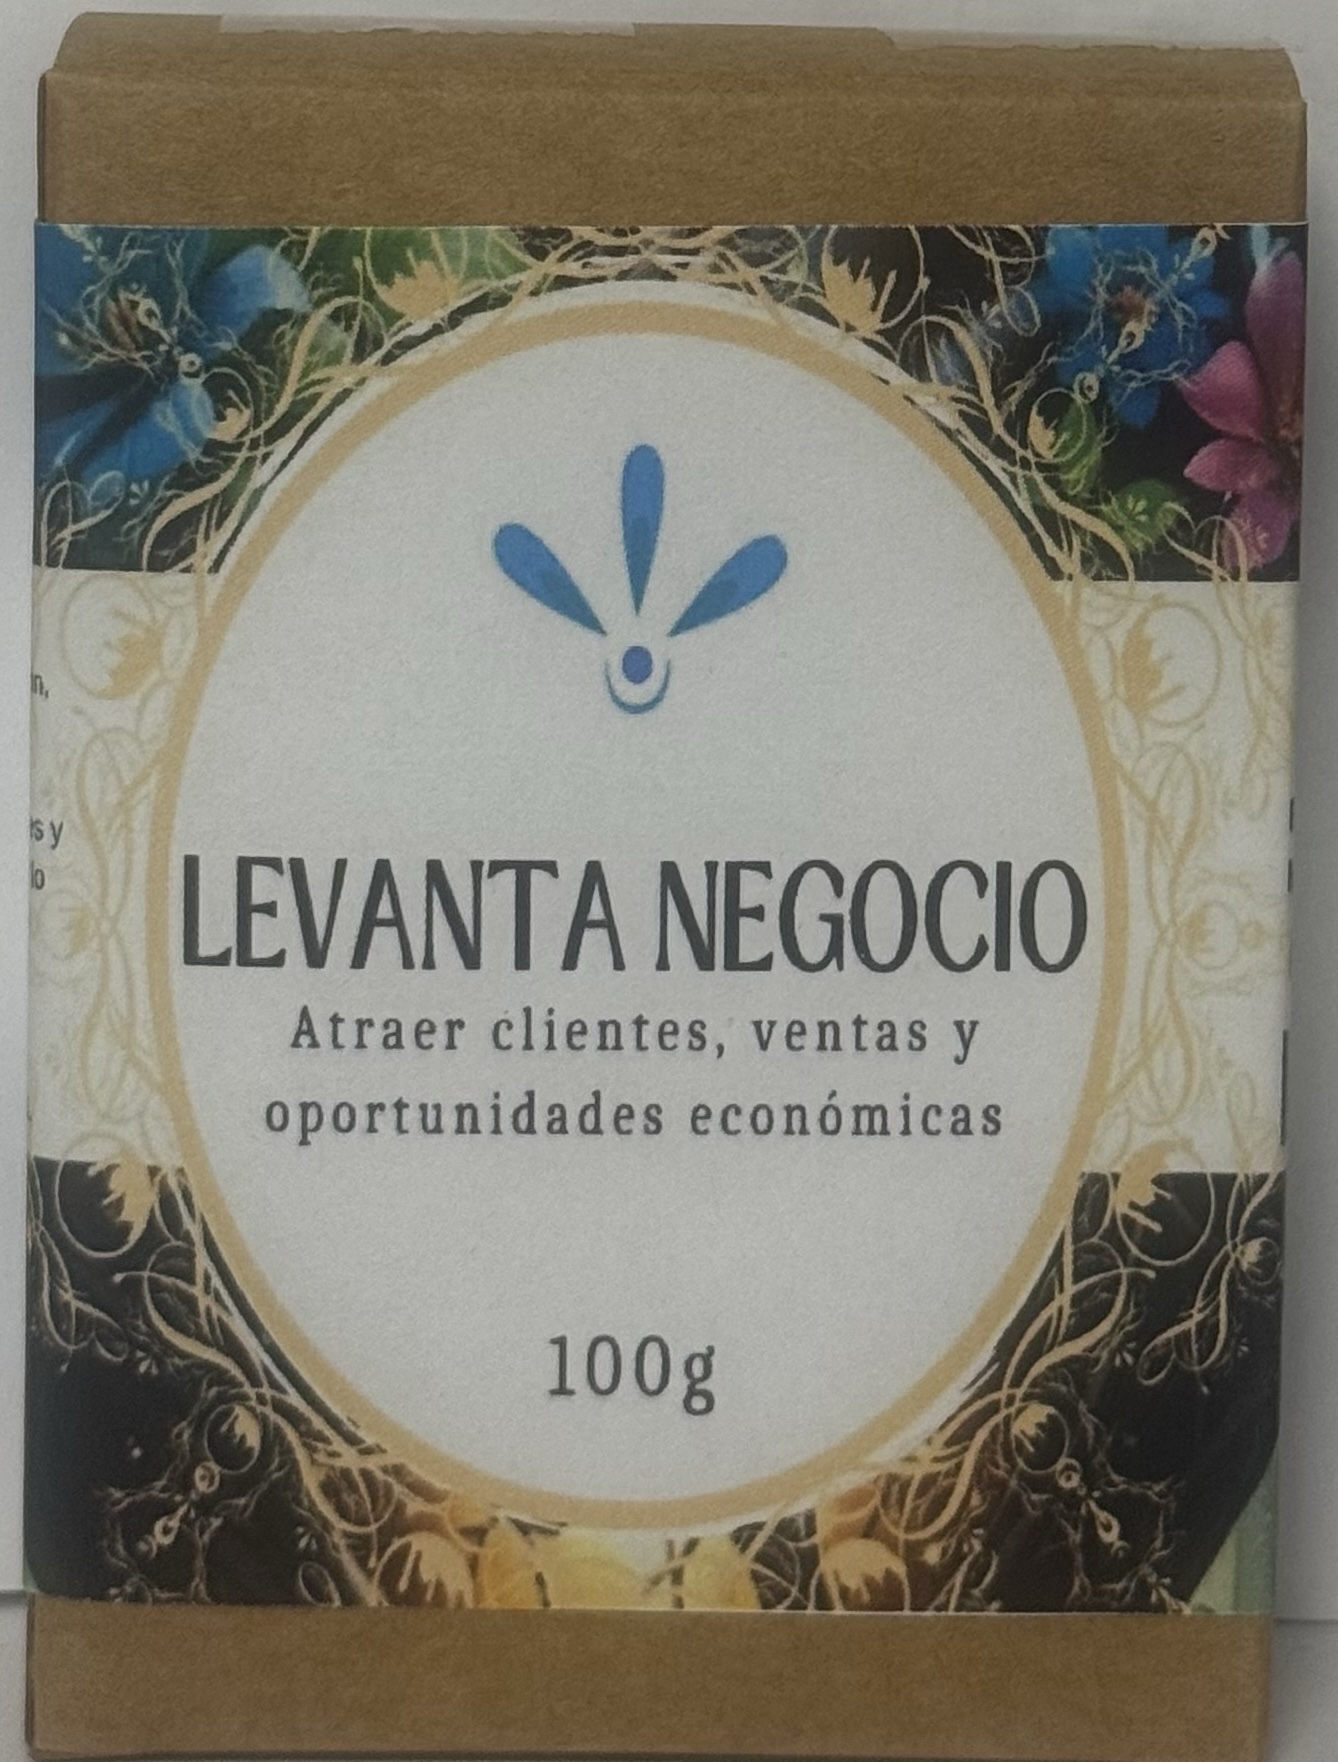 LEVANTA NEGOCIO
Atraer clientes, ventas y
oportunidades económicas
100g